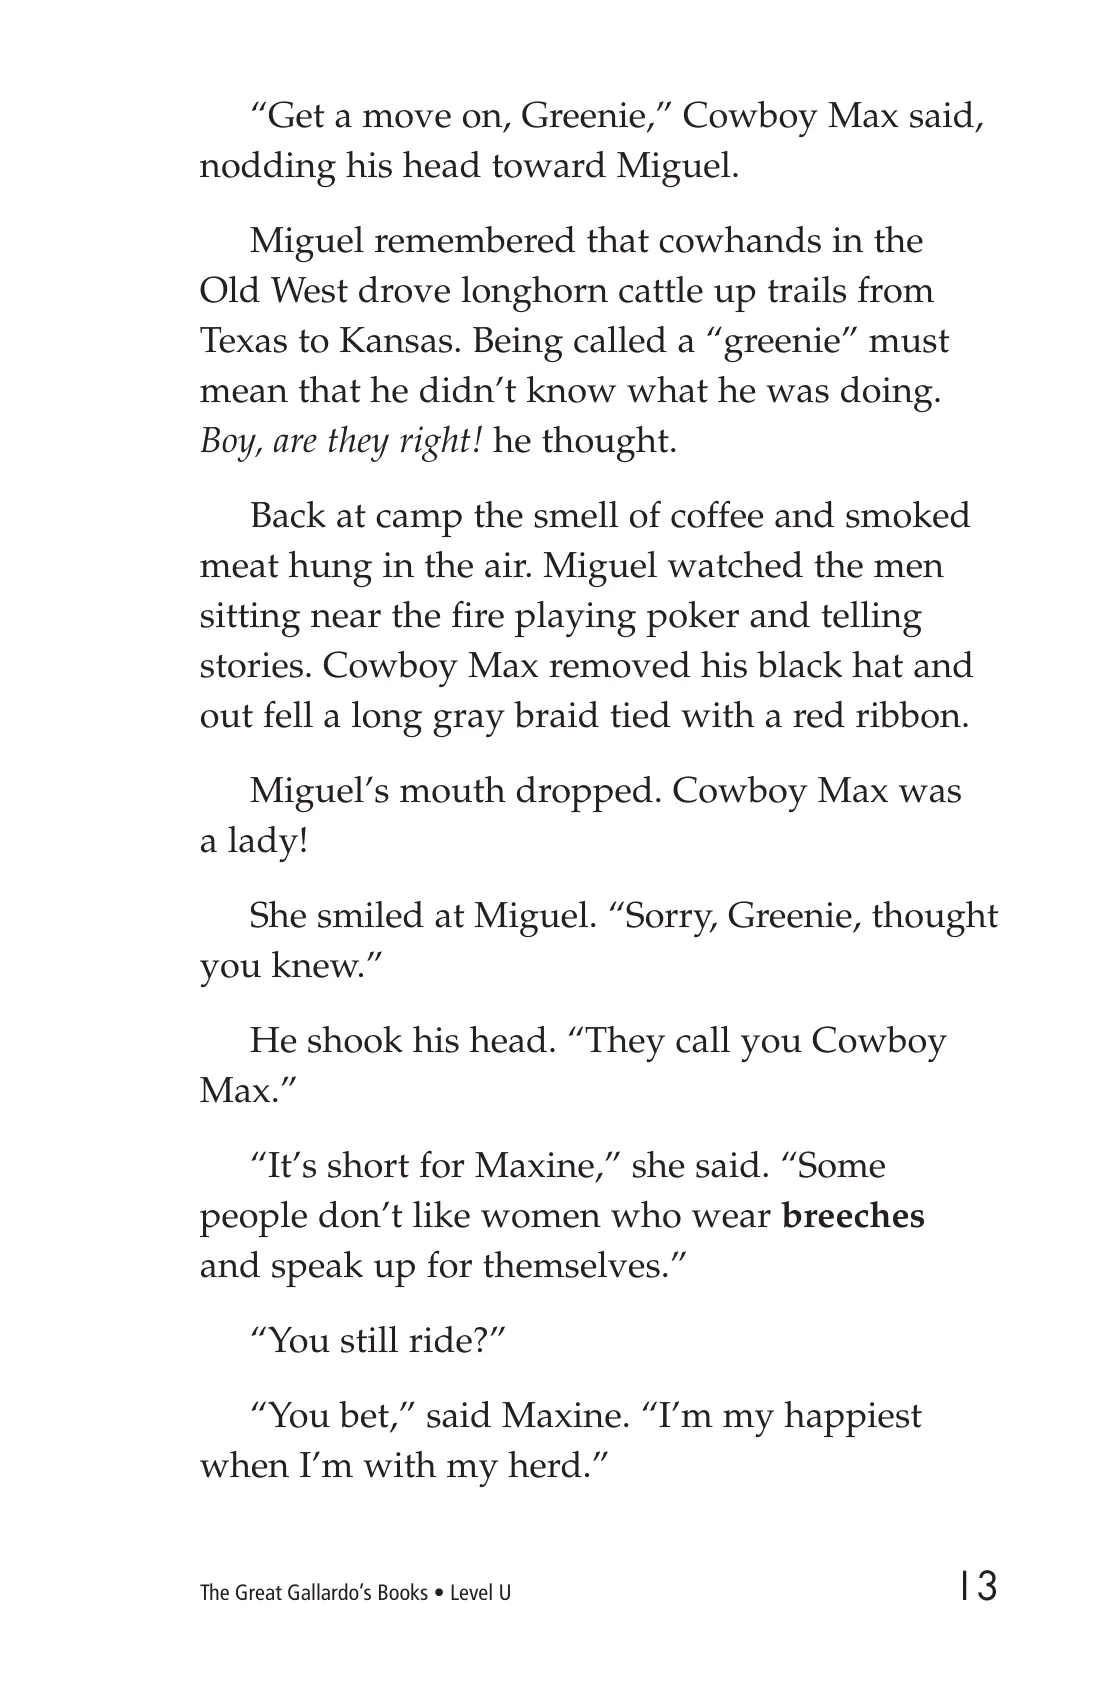 “Get a move on, Greenie,” Cowboy Max said,
nodding his head toward Miguel.
Miguel remembered that cowhands in the
Old West drove longhorn cattle up trails from
Texas to Kansas. Being called a “greenie” must
mean that he didn’t know what he was doing.
Boy, are they right! he thought.
Back at camp the smell of coffee and smoked
meat hung in the air. Miguel watched the men
sitting near the fire playing poker and telling
stories. Cowboy Max removed his black hat and
out fell a long gray braid tied with a red ribbon.
Miguel’s mouth dropped. Cowboy Max was
a lady!
She smiled at Miguel. “Sorry, Greenie, thought
you knew.”
He shook his head. “They call you Cowboy
Max.”
“It’s short for Maxine,” she said. “Some
people don’t like women who wear breeches
and speak up for themselves.”
“You still ride?”
“You bet,” said Maxine. “I’m my happiest
when I’m with my herd.”
The Great Gallardo’s Books • Level U
13